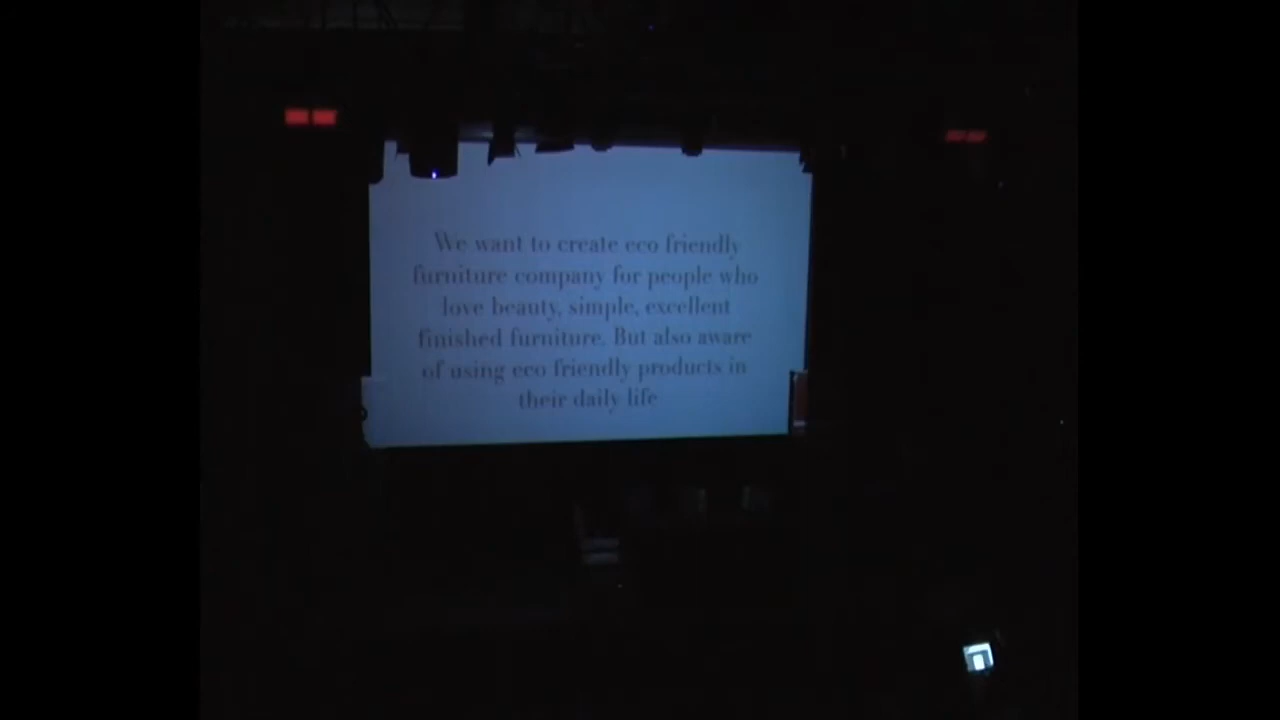 We want to create eco friendly
furniture company for people who
love beauty, simple, excellent
finished furniture. But also aware
of using eco friendly products in
their daily life